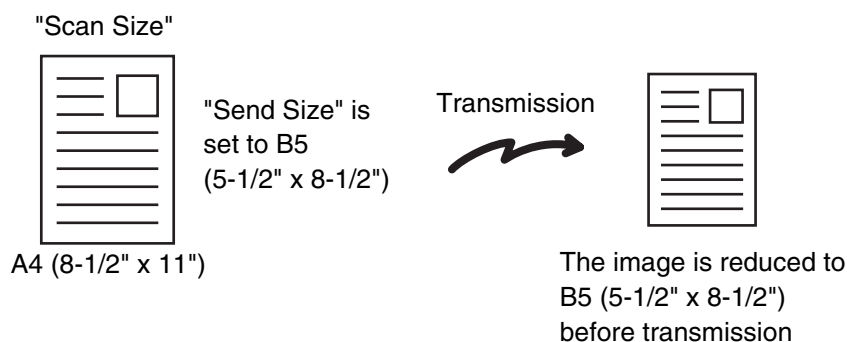 "Scan Size"
"Send Size" is
set to B5
(5-1/2" x 8-1/2")
A4 (8-1/2" x 11")
Transmission
The image is reduced to
B5 (5-1/2" x 8-1/2")
before transmission